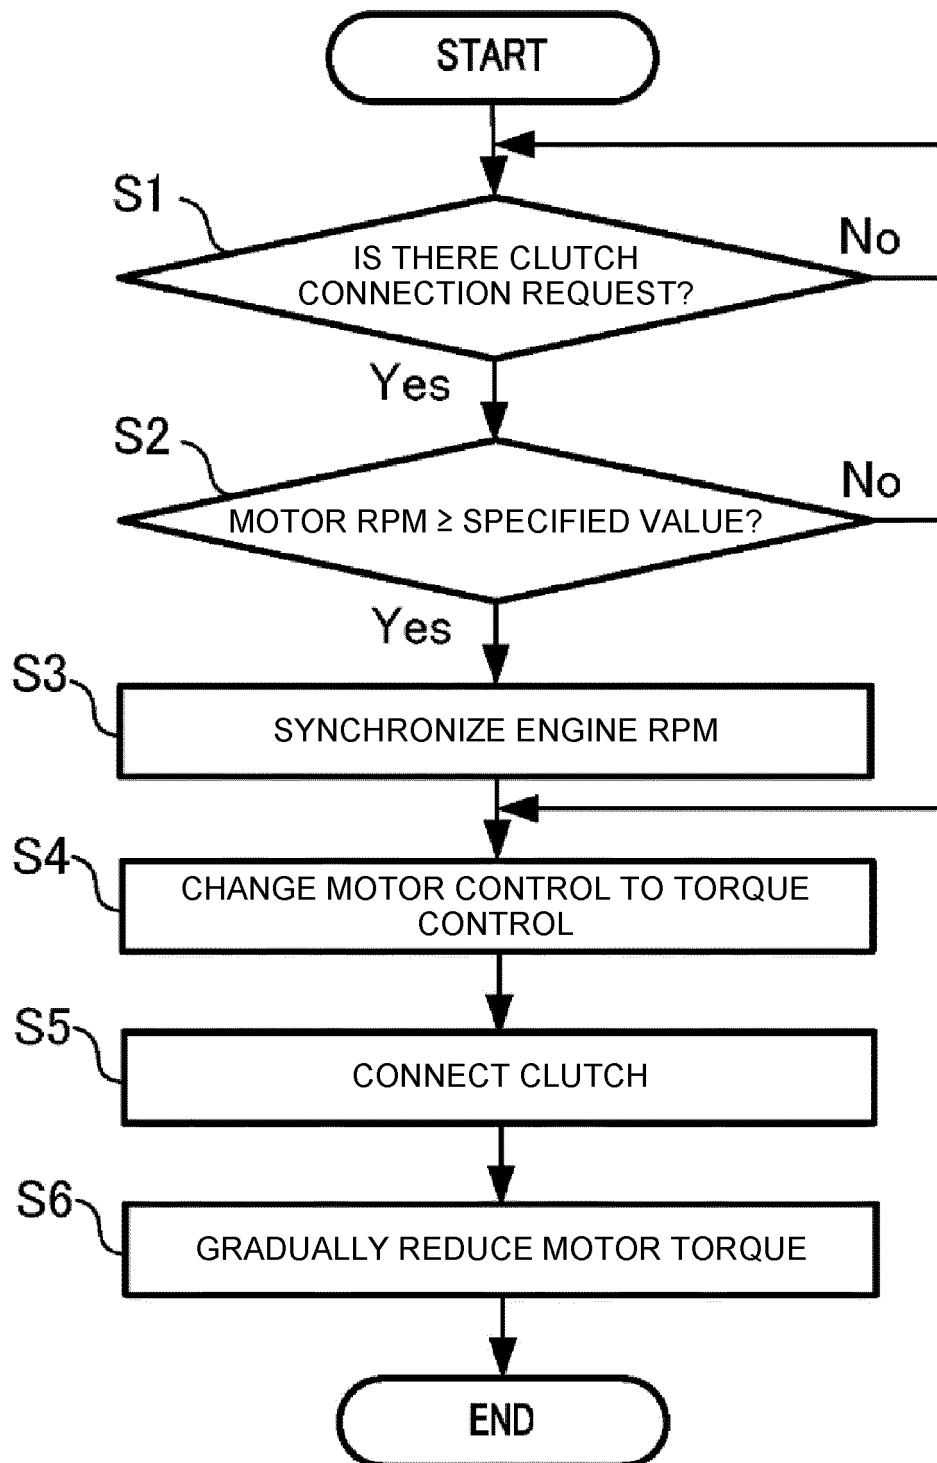 START
S1
IS THERE CLUTCH
CONNECTION REQUEST?
No
Yes
S2
MOTOR RPM ≥ SPECIFIED VALUE?
No
Yes
S3
SYNCHRONIZE ENGINE RPM
S4
CHANGE MOTOR CONTROL TO TORQUE
CONTROL
S5
CONNECT CLUTCH
S6
GRADUALLY REDUCE MOTOR TORQUE
END